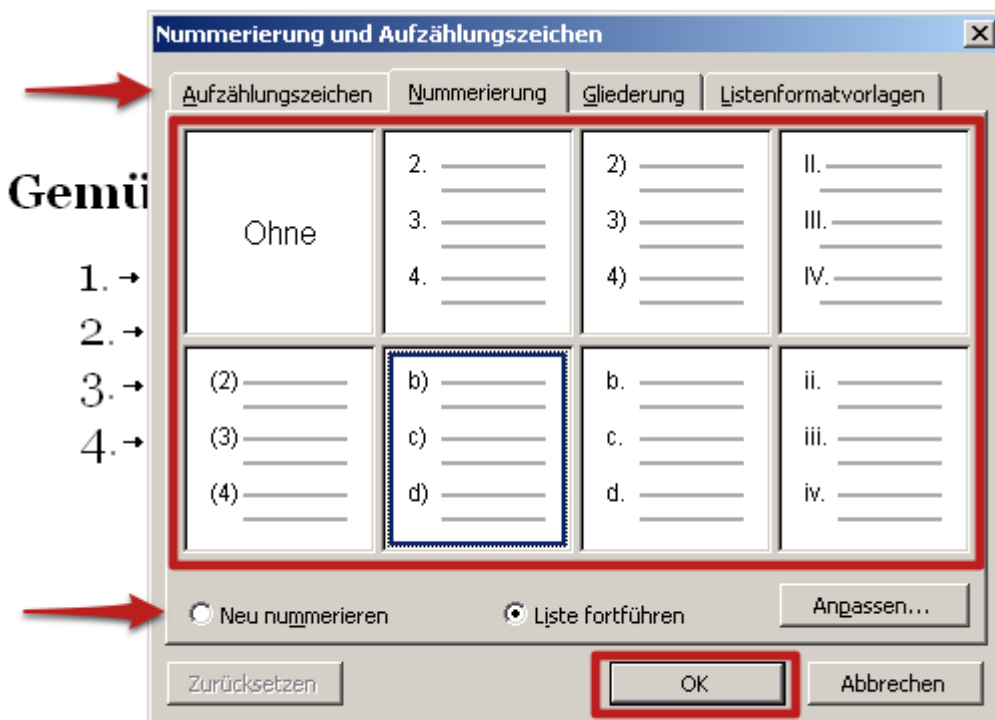 Nummerierung und Aufzählungszeichen
Aufzählungszeichen Nummerierung Gliederung Listenformatvorlagen
Gemü
1.
2.
3.
4.
Ohne
2.
3.
4.
2)
3)
4)
II.
III.
IV.
(2)
(3)
(4)
b)
c)
d)
b.
c.
d.
ii.
iii.
iv.
Neu nummerieren Liste fortführen Anpassen...
Zurücksetzen OK Abbrechen